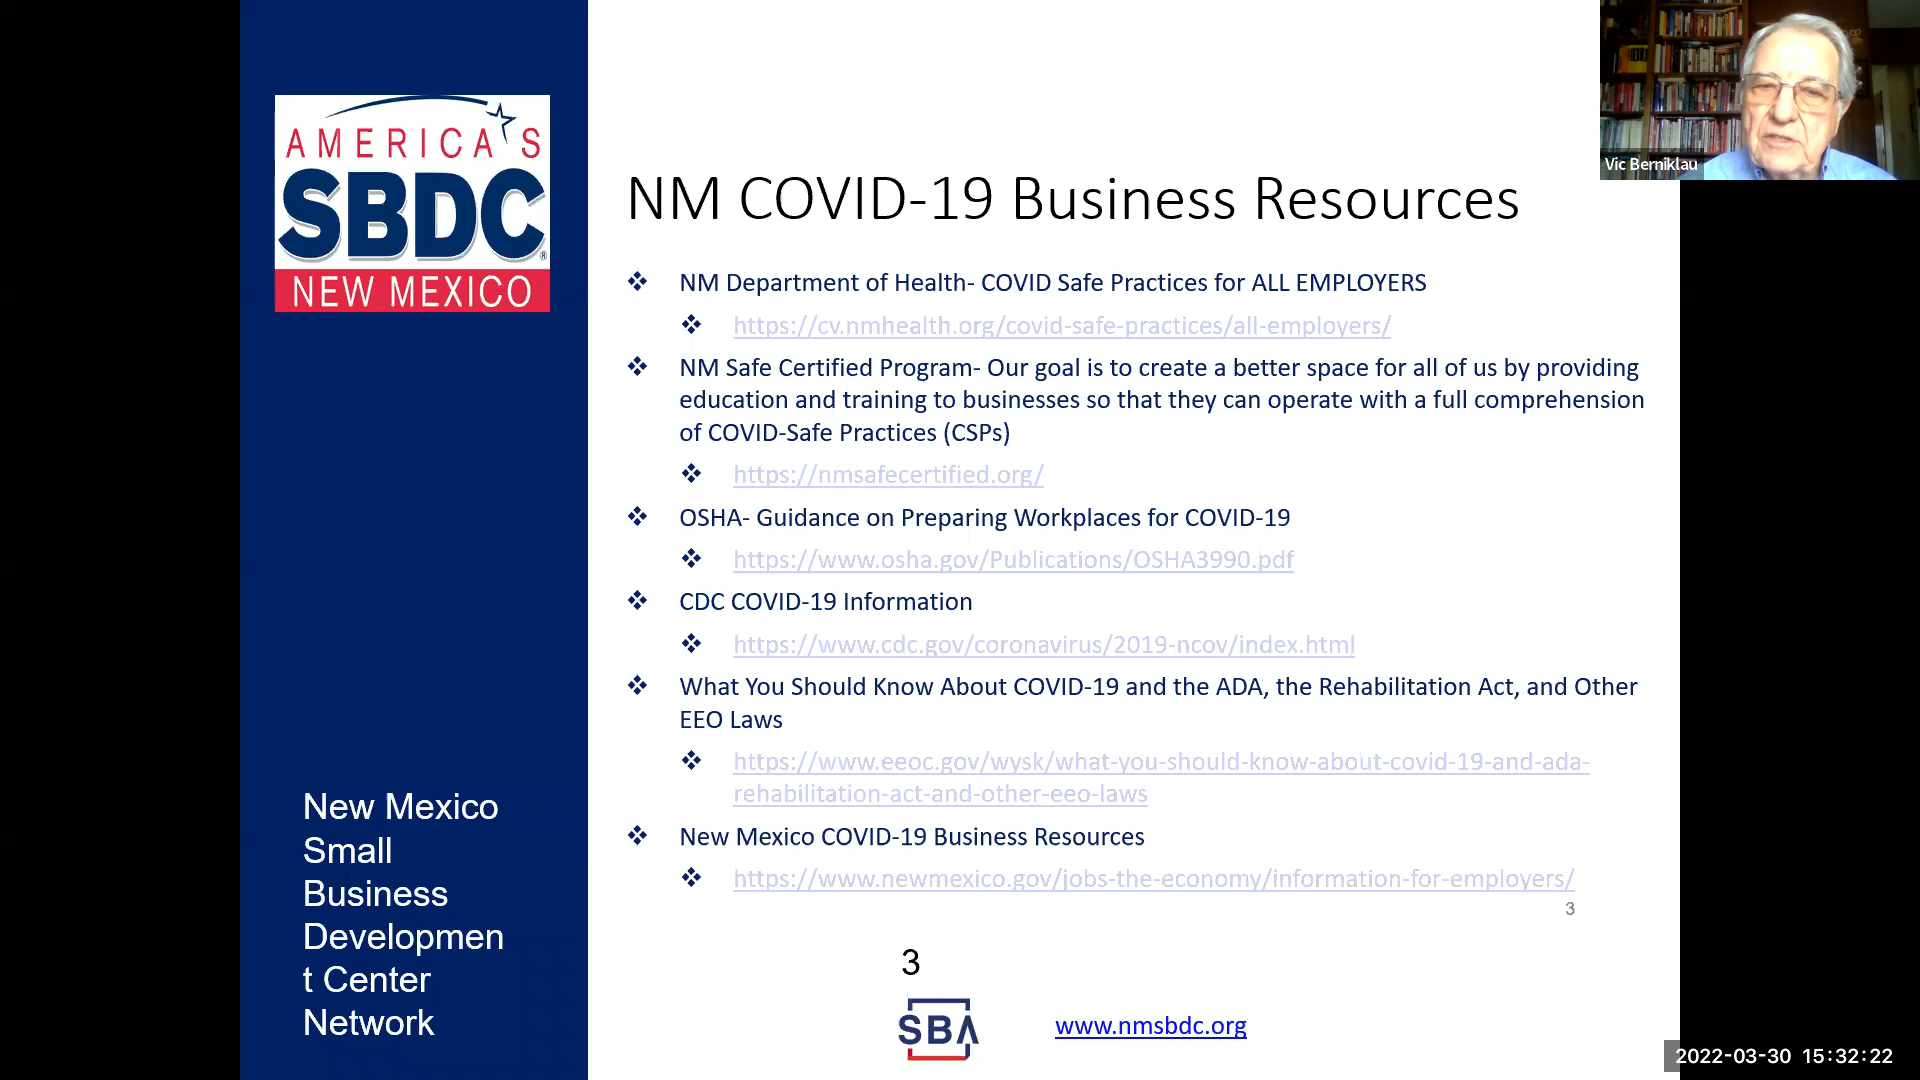 AMERICA'S
SBDC
®
NEW MEXICO
New Mexico
Small
Business
Developmen
t Center
Network
NM COVID-19 Business Resources
❖ NM Department of Health- COVID Safe Practices for ALL EMPLOYERS
❖ https://cv.nmhealth.org/covid-safe-practices/all-employers/
❖ NM Safe Certified Program- Our goal is to create a better space for all of us by providing
education and training to businesses so that they can operate with a full comprehension
of COVID-Safe Practices (CSPs)
❖ https://nmsafecertified.org/
❖ OSHA- Guidance on Preparing Workplaces for COVID-19
❖ https://www.osha.gov/Publications/OSHA3990.pdf
❖ CDC COVID-19 Information
❖ https://www.cdc.gov/coronavirus/2019-ncov/index.html
❖ What You Should Know About COVID-19 and the ADA, the Rehabilitation Act, and Other
EEO Laws
❖ https://www.eeoc.gov/wysk/what-you-should-know-about-covid-19-and-ada-
rehabilitation-act-and-other-eeo-laws
❖ New Mexico COVID-19 Business Resources
❖ https://www.newmexico.gov/jobs-the-economy/information-for-employers/
3
3
SBA
www.nmsbdc.org
Vic Berniklau
2022-03-30 15:32:22